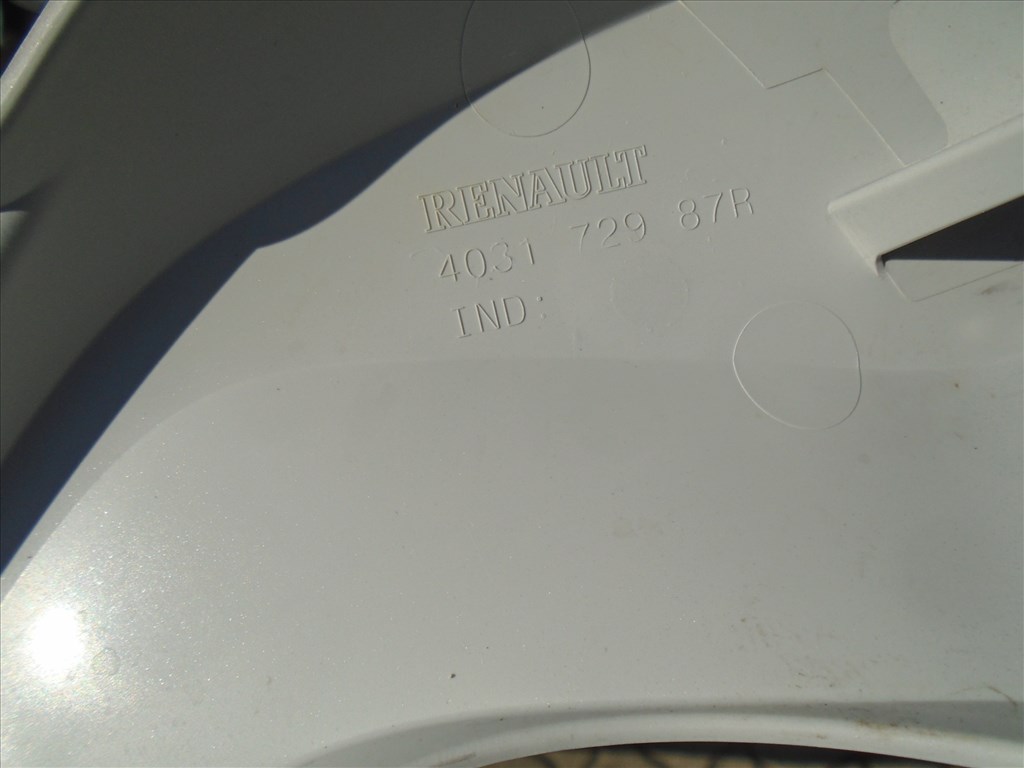 RENAULT
4031 729 87R
IND: